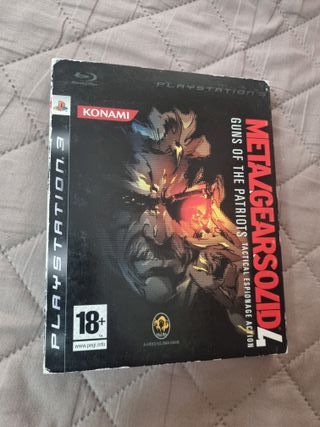 PLAYSTATION 3
PLAYSTATION 3
KONAMI
METAL GEAR SOLID 4
GUNS OF THE PATRIOTS
TACTICAL ESPIONAGE ACTION
18+
www.pegi.info